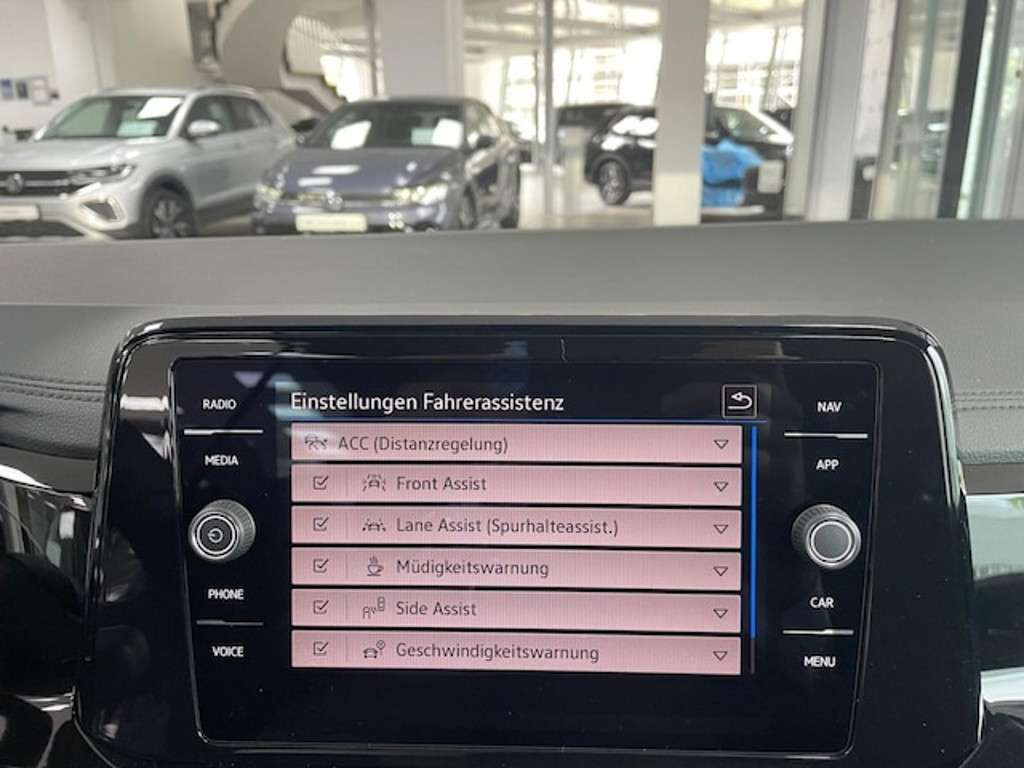 RADIO
MEDIA
PHONE
VOICE
Einstellungen Fahrerassistenz
ACC (Distanzregelung)
Front Assist
Lane Assist (Spurhalteassist.)
Müdigkeitswarnung
Side Assist
Geschwindigkeitswarnung
NAV
APP
CAR
MENU